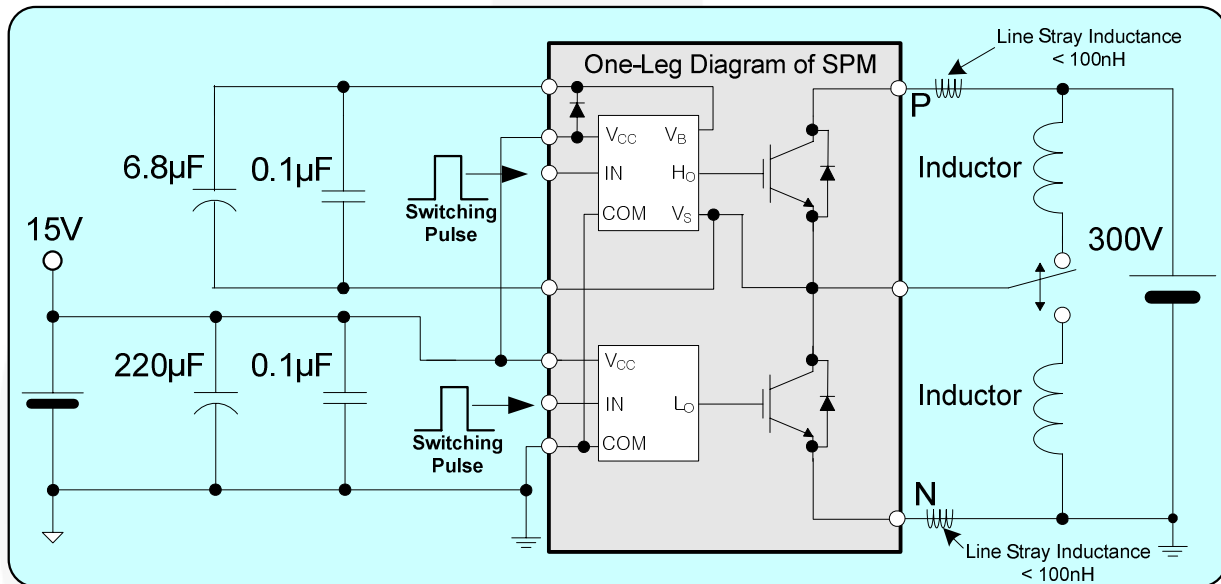 One-Leg Diagram of SPM
Line Stray Inductance
< 100nH
P
6.8µF
0.1µF
Switching
Pulse
VCC
IN
COM
VB
HO
VS
Inductor
15V
300V
220µF
0.1µF
Switching
Pulse
VCC
IN
COM
LO
Inductor
N
Line Stray Inductance
< 100nH